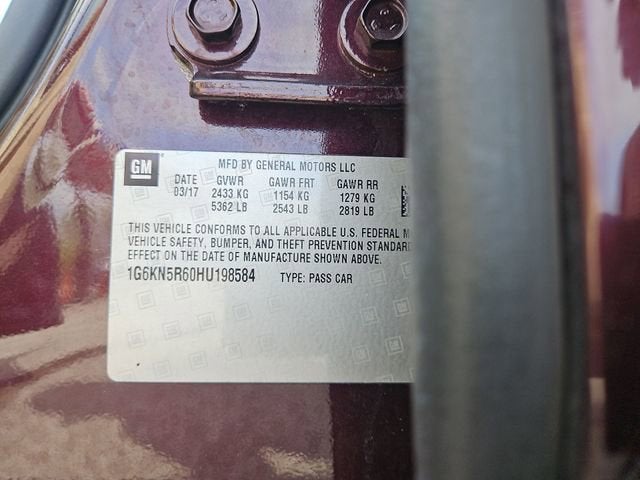 GM
MFD BY GENERAL MOTORS LLC
DATE GVWR GAWR FRT GAWR RR
03/17 2433 KG 1154 KG 1279 KG
5362 LB 2543 LB 2819 LB
THIS VEHICLE CONFORMS TO ALL APPLICABLE U.S. FEDERAL M
VEHICLE SAFETY, BUMPER, AND THEFT PREVENTION STANDARD
EFFECT ON THE DATE OF MANUFACTURE SHOWN ABOVE.
1G6KN5R60HU198584 TYPE: PASS CAR